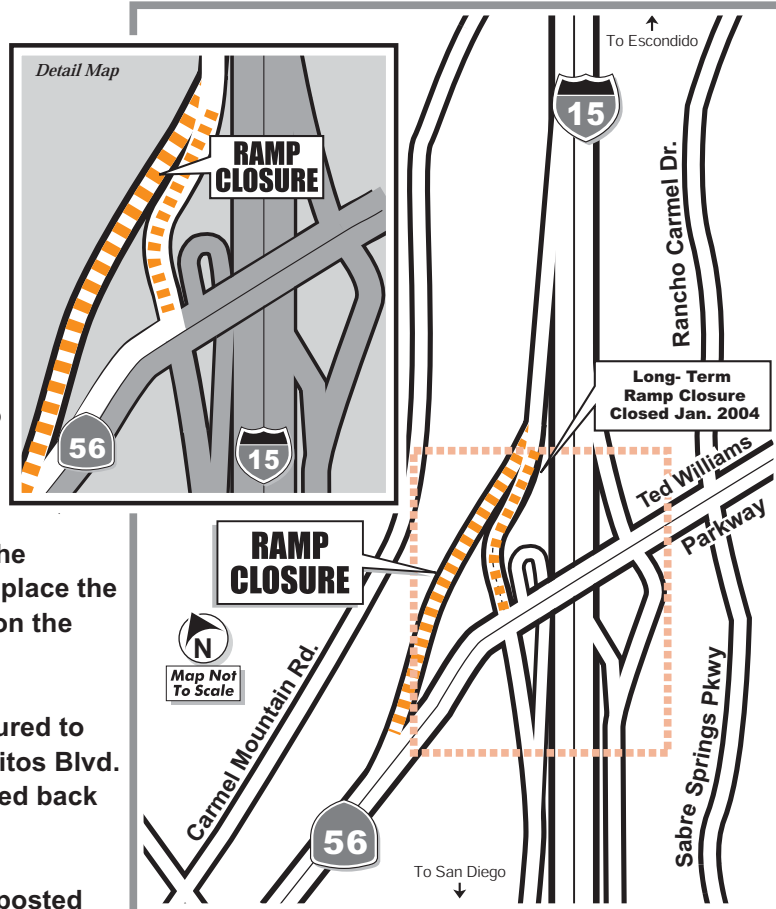 To Escondido
Detail Map
15
RAMP
CLOSURE
Rancho Carmel Dr.
Long- Term
Ramp Closure
Closed Jan. 2004
56
15
Ted Williams
Parkway
RAMP
CLOSURE
he
place the
on the
N
Map Not
To Scale
Carmel Mountain Rd.
ured to
itos Blvd.
ed back
Sabre Springs Pkwy
56
To San Diego
posted